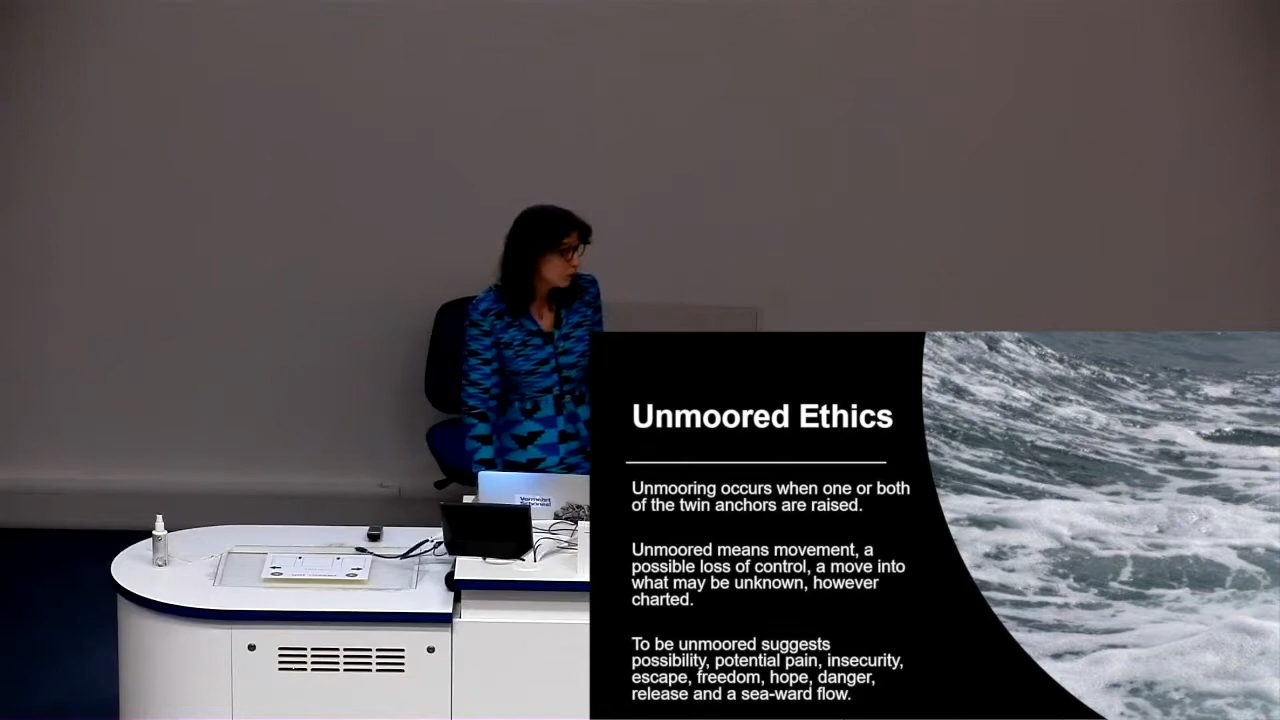 Unmoored Ethics
Unmooring occurs when one or both
of the twin anchors are raised.
Unmoored means movement, a
possible loss of control, a move into
what may be unknown, however
charted.
To be unmoored suggests
possibility, potential pain, insecurity,
escape, freedom, hope, danger,
release and a sea-ward flow.
Vermehrt
Schönes!